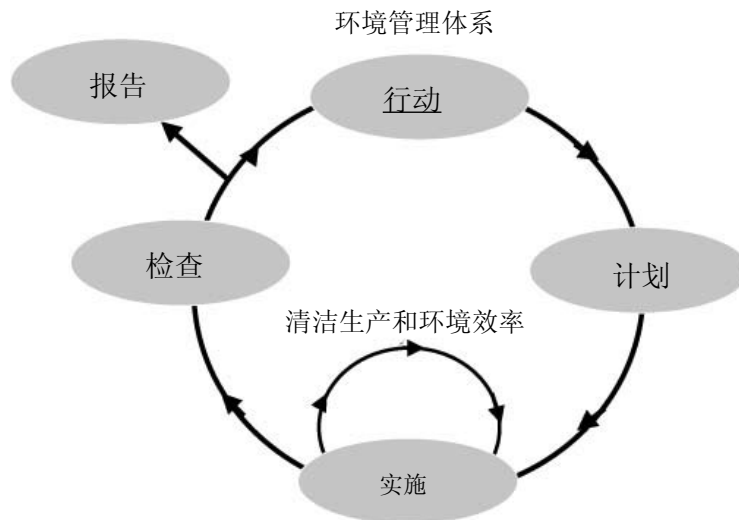 环境管理体系
报告
行动
检查
计划
清洁生产和环境效率
实施